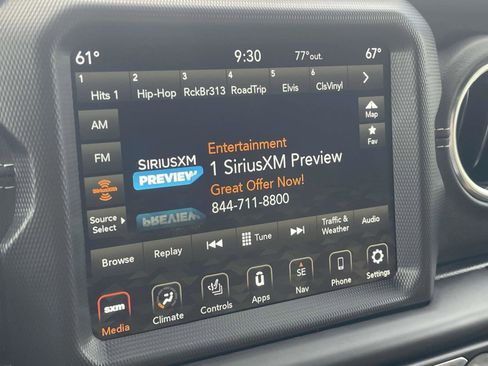 61° 9:30 77°out. 67°
1 2 3 4 5 6
Hits 1 Hip-Hop RckBr313 RoadTrip Elvis ClsVinyl
AM
Map
Entertainment
SIRIUSXM 1 SiriusXM Preview
FM
Fav
PREVIEW Great Offer Now!
SiriusXM
844-711-8800
Source
Select
PREVIEW
Browse Replay Tune Traffic & Weather Audio
sxm û SE
Media Climate Controls Apps Nav Phone Settings